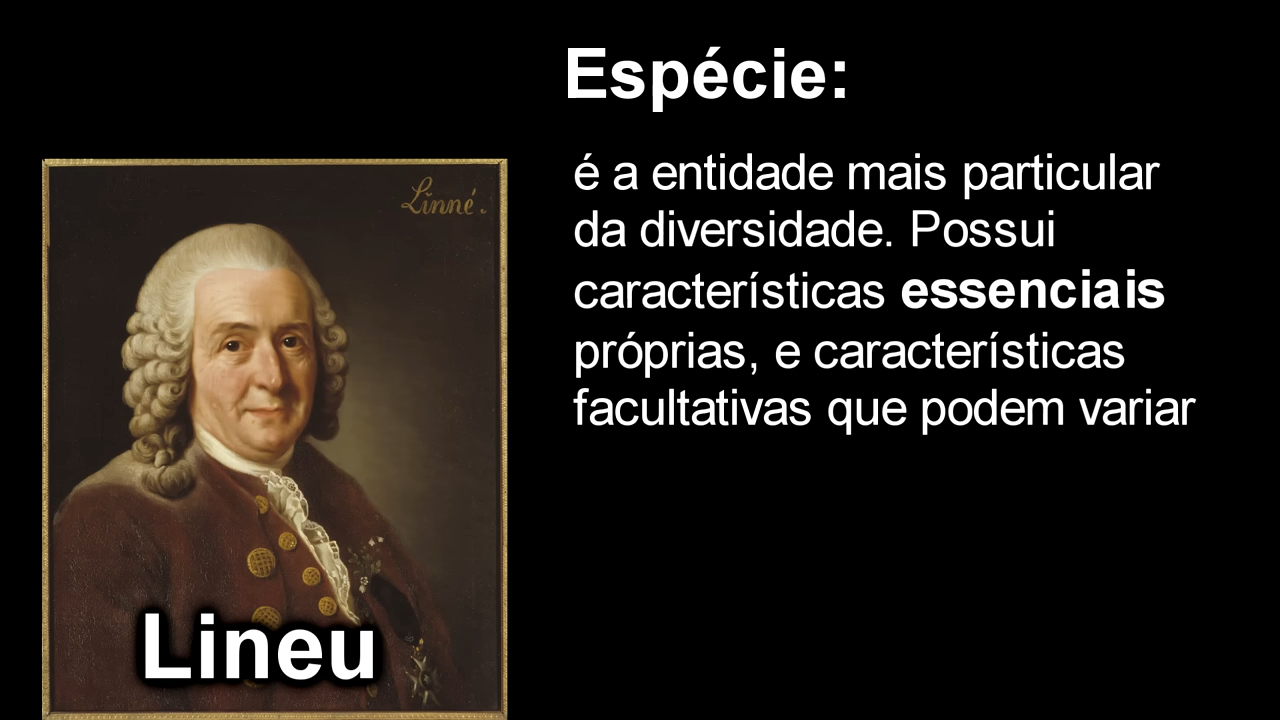 Espécie:
é a entidade mais particular
da diversidade. Possui
características essenciais
próprias, e características
facultativas que podem variar
Linné.
Lineu